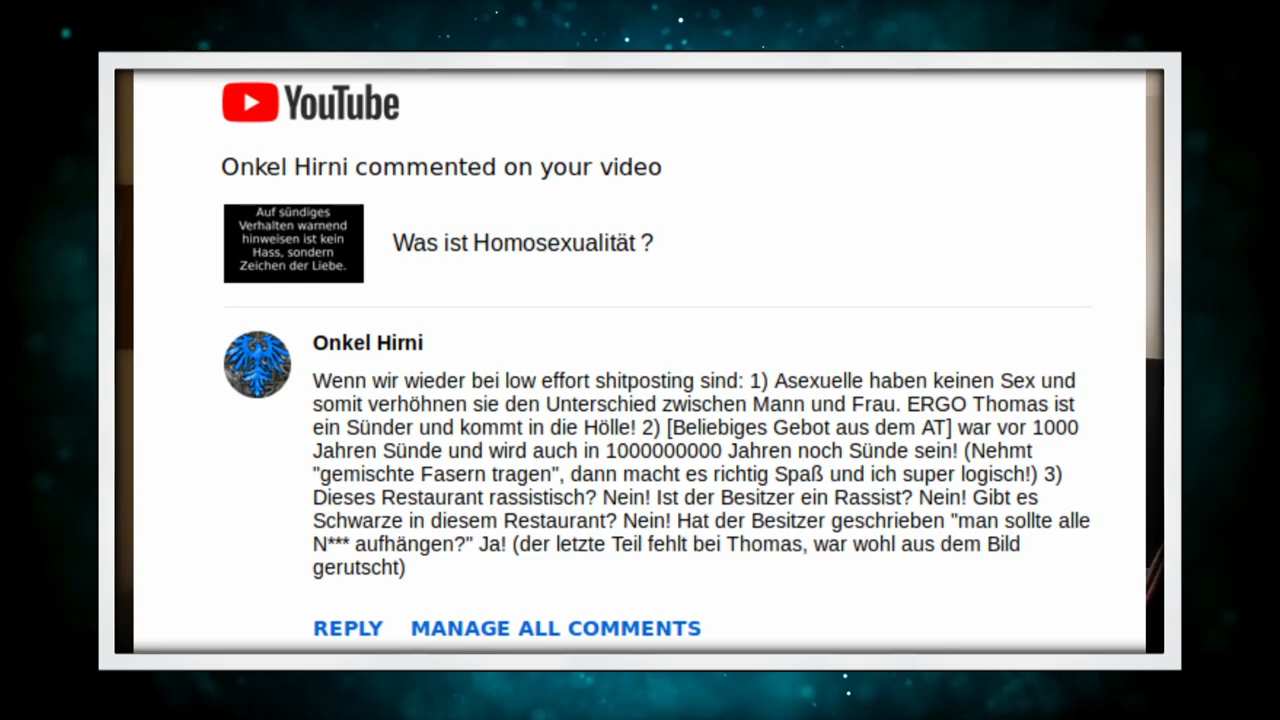 YouTube
Onkel Hirni commented on your video
Auf sündiges
Verhalten warnend
hinweisen ist kein
Hass, sondern
Zeichen der Liebe.
Was ist Homosexualität ?
Onkel Hirni
Wenn wir wieder bei low effort shitposting sind: 1) Asexuelle haben keinen Sex und
somit verhöhnen sie den Unterschied zwischen Mann und Frau. ERGO Thomas ist
ein Sünder und kommt in die Hölle! 2) [Beliebiges Gebot aus dem AT] war vor 1000
Jahren Sünde und wird auch in 1000000000 Jahren noch Sünde sein! (Nehmt
"gemischte Fasern tragen", dann macht es richtig Spaß und ich super logisch!) 3)
Dieses Restaurant rassistisch? Nein! Ist der Besitzer ein Rassist? Nein! Gibt es
Schwarze in diesem Restaurant? Nein! Hat der Besitzer geschrieben "man sollte alle
N*** aufhängen?" Ja! (der letzte Teil fehlt bei Thomas, war wohl aus dem Bild
gerutscht)
REPLY MANAGE ALL COMMENTS